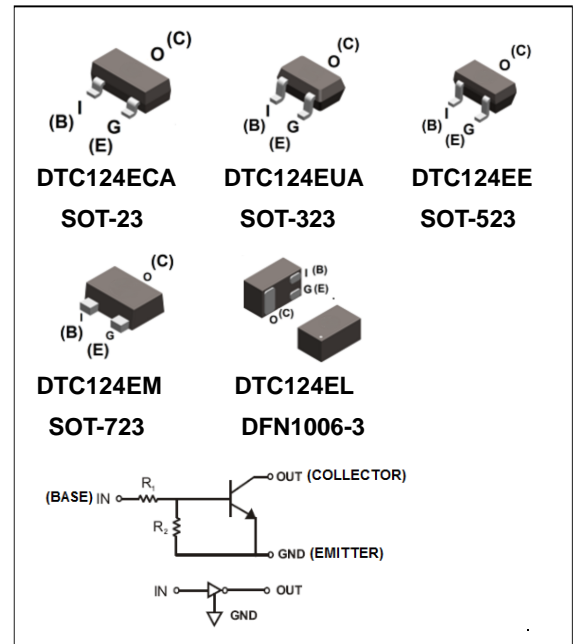 O (C)
I
(B)
G
(E)
DTC124ECA
SOT-23
O (C)
I
(B)
G
(E)
DTC124EUA
SOT-323
O (C)
I
(B)
G
(E)
DTC124EE
SOT-523
O (C)
I
(B)
G
(E)
DTC124EM
SOT-723
I (B)
G (E)
O (C)
DTC124EL
DFN1006-3
OUT (COLLECTOR)
(BASE) IN
R1
R2
GND (EMITTER)
IN
OUT
GND